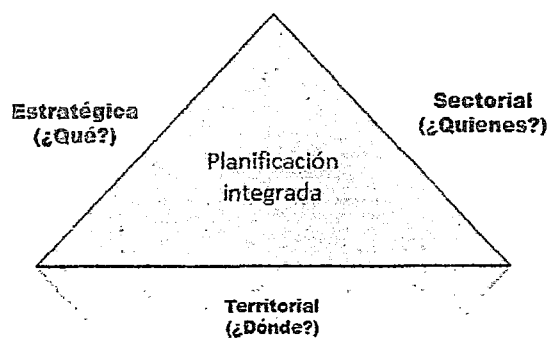 Estratégica
(¿Qué?)
Sectorial
(¿Quienes?)
Planificación
integrada
Territorial
(¿Dónde?)